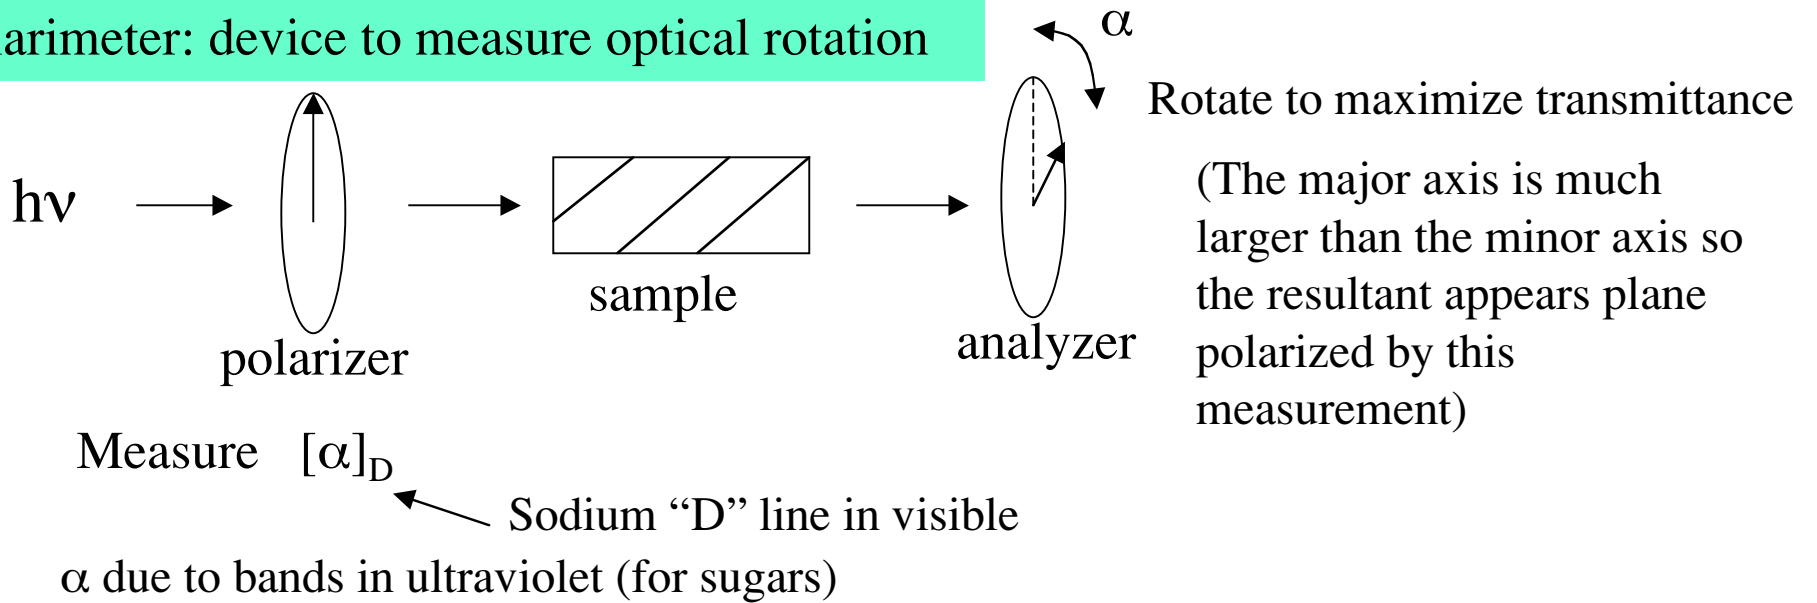 larimeter: device to measure optical rotation
α
Rotate to maximize transmittance
hν
(The major axis is much
larger than the minor axis so
the resultant appears plane
polarized by this
measurement)
sample
polarizer
analyzer
Measure [α]D
Sodium “D” line in visible
α due to bands in ultraviolet (for sugars)